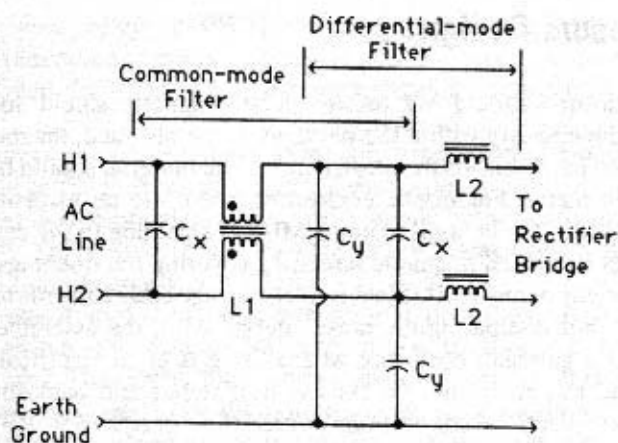 Differential-mode
Filter
Common-mode
Filter
H1
L2
AC
Line
Cx
Cy
Cx
To
Rectifier
Bridge
H2
L1
L2
Cy
Earth
Ground